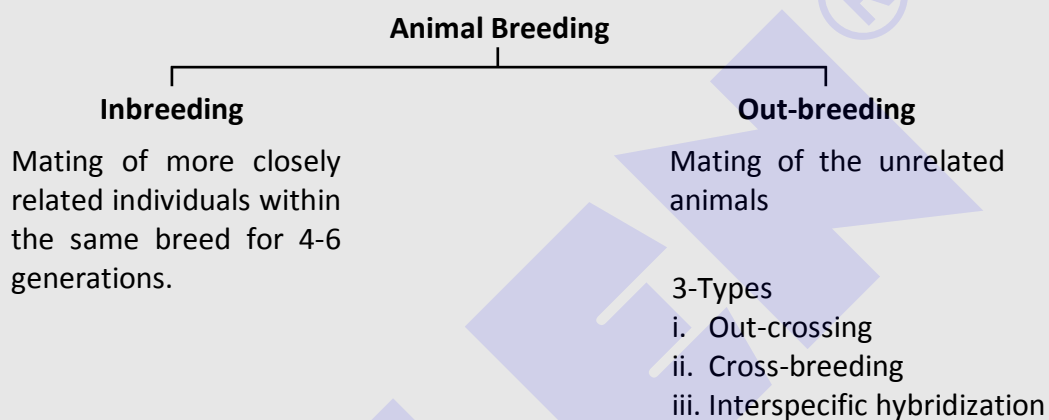 Animal Breeding
Inbreeding
Mating of more closely
related individuals within
the same breed for 4-6
generations.
Out-breeding
Mating of the unrelated
animals
3-Types
i. Out-crossing
ii. Cross-breeding
iii. Interspecific hybridization